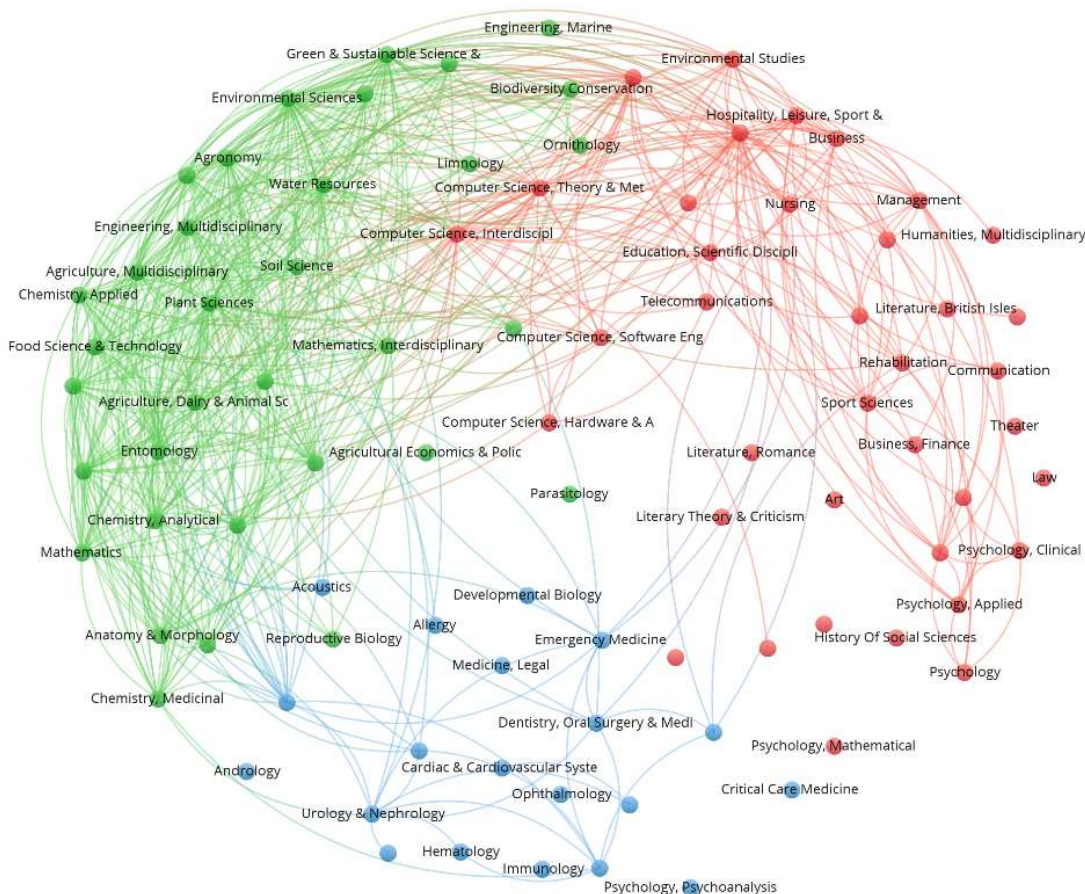 Engineering, Marine
Green & Sustainable Science &
Environmental Studies
Environmental Sciences
Biodiversity Conservation
Hospitality, Leisure, Sport &
Business
Ornithology
Agronomy
Limnology
Water Resources
Computer Science, Theory & Met
Nursing
Management
Engineering, Multidisciplinary
Computer Science, Interdiscipl
Humanities, Multidisciplinary
Education, Scientific Discipli
Soil Science
Agriculture, Multidisciplinary
Chemistry, Applied
Plant Sciences
Telecommunications
Literature, British Isles
Computer Science, Software Eng
Food Science & Technology
Mathematics, Interdisciplinary
Rehabilitation
Communication
Agriculture, Dairy & Animal Sc
Sport Sciences
Computer Science, Hardware & A
Theater
Business, Finance
Entomology
Agricultural Economics & Polic
Literature, Romance
Law
Parasitology
Art
Chemistry, Analytical
Literary Theory & Criticism
Mathematics
Psychology, Clinical
Acoustics
Developmental Biology
Psychology, Applied
Allergy
Anatomy & Morphology
Reproductive Biology
Emergency Medicine
History Of Social Sciences
Medicine, Legal
Psychology
Chemistry, Medicinal
Dentistry, Oral Surgery & Medi
Psychology, Mathematical
Andrology
Cardiac & Cardiovascular Syste
Critical Care Medicine
Ophthalmology
Urology & Nephrology
Hematology
Immunology
Psychology, Psychoanalysis